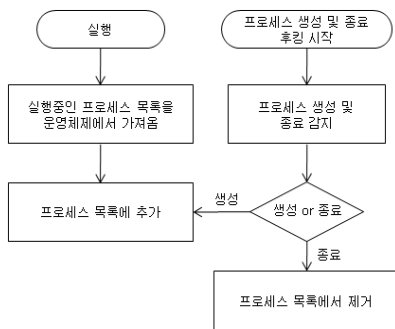 실행
프로세스 생성 및 종료
후킹 시작
실행중인 프로세스 목록을
운영체제에서 가져옴
프로세스 생성 및
종료 감지
프로세스 목록에 추가
생성
생성 or 종료
종료
프로세스 목록에서 제거